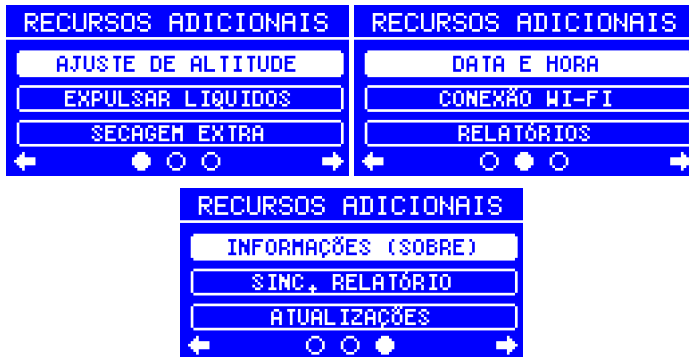 RECURSOS ADICIONAIS
AJUSTE DE ALTITUDE
EXPULSAR LIQUIDOS
SECAGEM EXTRA
RECURSOS ADICIONAIS
DATA E HORA
CONEXÃO WI-FI
RELATÓRIOS
RECURSOS ADICIONAIS
INFORMAÇÕES (SOBRE)
SINC. RELATÓRIO
ATUALIZAÇÕES